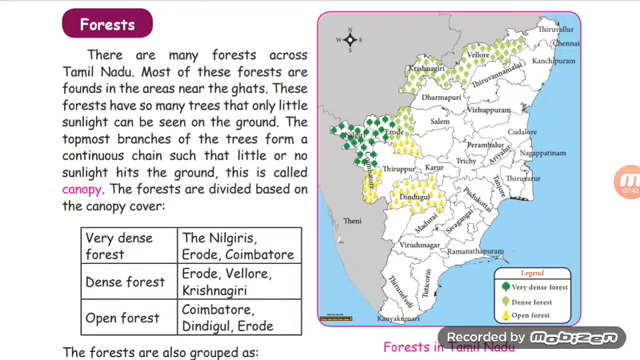 Forests
There are many forests across
Tamil Nadu. Most of these forests are
founds in the areas near the ghats. These
forests have so many trees that only little
sunlight can be seen on the ground. The
topmost branches of the trees form a
continuous chain such that little or no
sunlight hits the ground, this is called
canopy. The forests are divided based on
the canopy cover:
Very dense forest
The Nilgiris, Erode, Coimbatore
Dense forest
Erode, Vellore, Krishnagiri
Open forest
Coimbatore, Dindigul, Erode
The forests are also grouped as:
N
W E
S
Thiruvallur
Chennai
Vellore
Kanchipuram
Krishnagiri
Thiruvannamalai
Dharmapuri
Vizhuppuram
Salem
Erode
Cudalore
Perambalur
Ariyalur
Nagappatinam
Thiruppur
Karur
Trichy
Tanjore
Thiruvarur
Dindugul
Pudukottai
Theni
Madurai
Sivagangai
Virudunagar
Ramanathapuram
Thirunelveli
Tuticorin
Kanyakumari
Legend
Very dense forest
Dense forest
Open forest
Forests in Tamil Nadu
07:42
Recorded by Mobizen